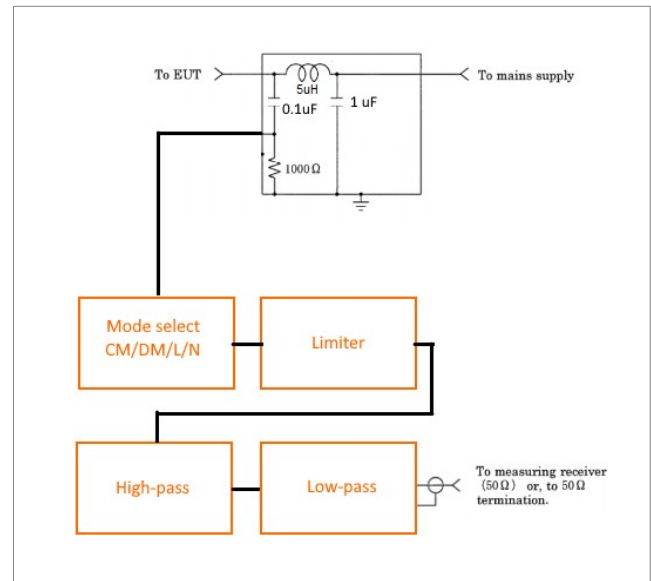 To EUT
To mains supply
5uH
0.1uF
1 uF
1000Ω
Mode select
CM/DM/L/N
Limiter
High-pass
Low-pass
To measuring receiver
(50Ω) or, to 50Ω
termination.